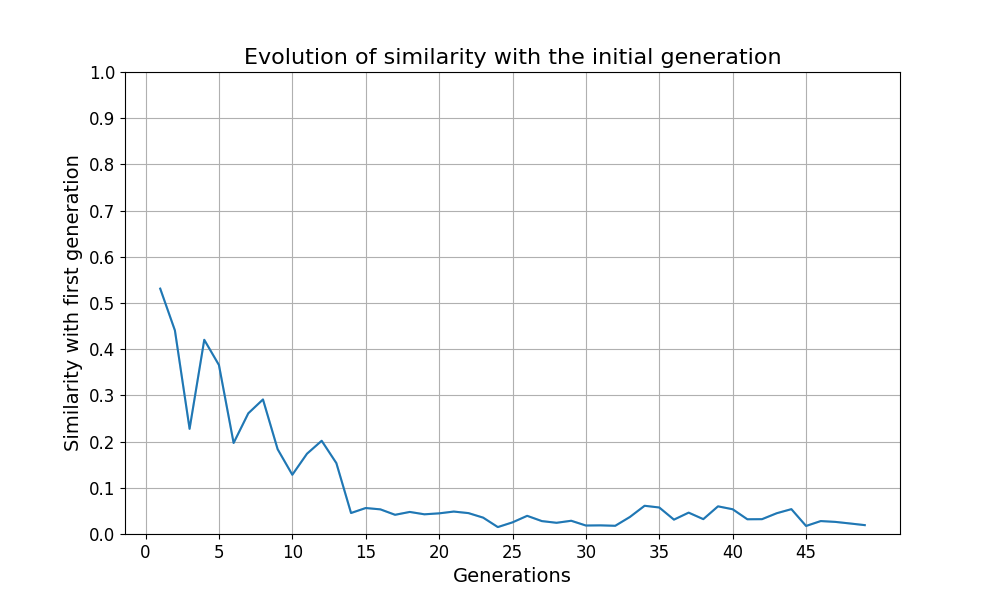 Evolution of similarity with the initial generation
1.0
0.9
0.8
0.7
0.6
0.5
0.4
0.3
0.2
0.1
0.0
Similarity with first generation
0 5 10 15 20 25 30 35 40 45
Generations